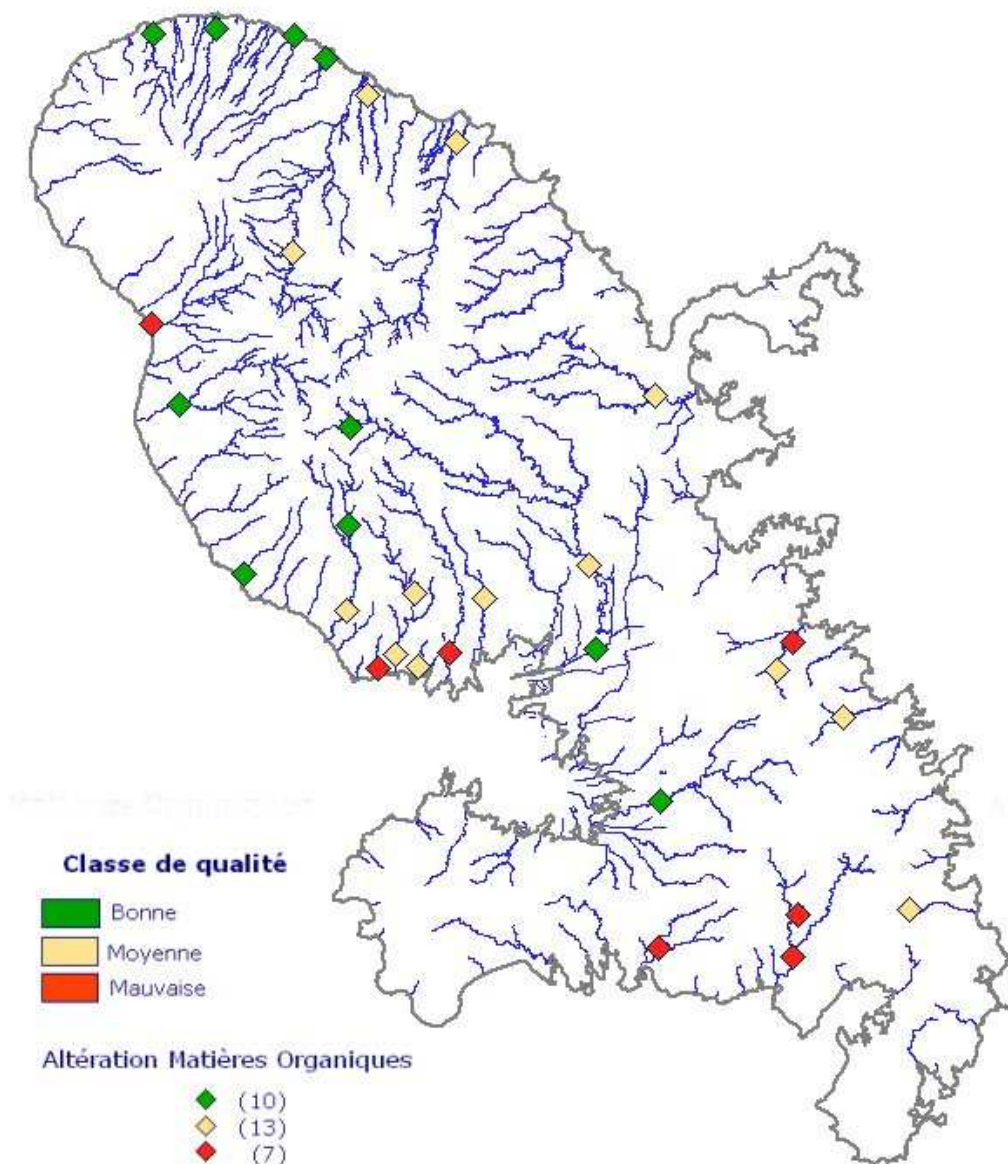 Classe de qualité
Bonne
Moyenne
Mauvaise
Altération Matières Organiques
(10)
(13)
(7)